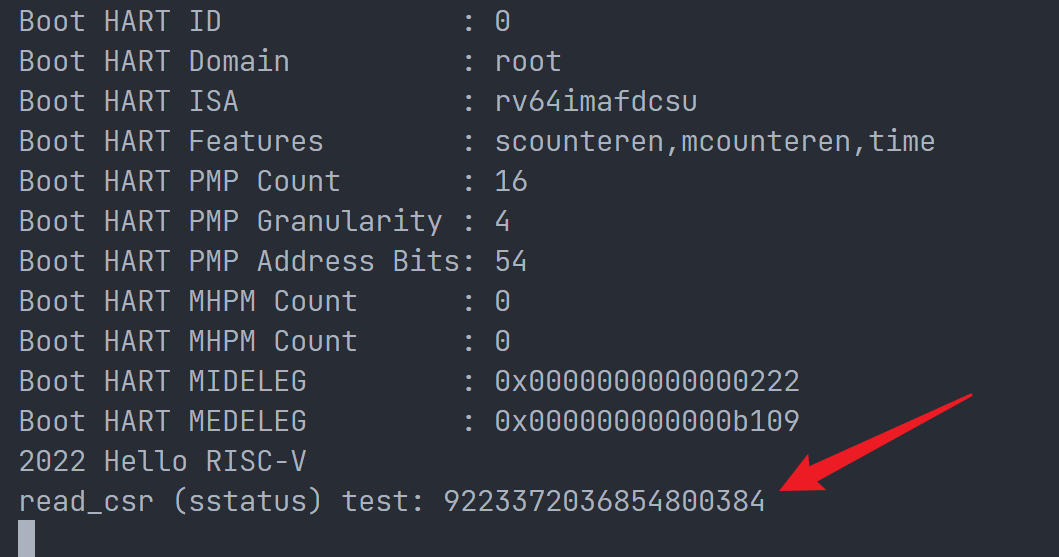 Boot HART ID : 0
Boot HART Domain : root
Boot HART ISA : rv64imafdcsu
Boot HART Features : scounteren,mcounteren,time
Boot HART PMP Count : 16
Boot HART PMP Granularity : 4
Boot HART PMP Address Bits: 54
Boot HART MHPM Count : 0
Boot HART MHPM Count : 0
Boot HART MIDELEG : 0x0000000000000222
Boot HART MEDELEG : 0x000000000000b109
2022 Hello RISC-V
read_csr (sstatus) test: 9223372036854800384